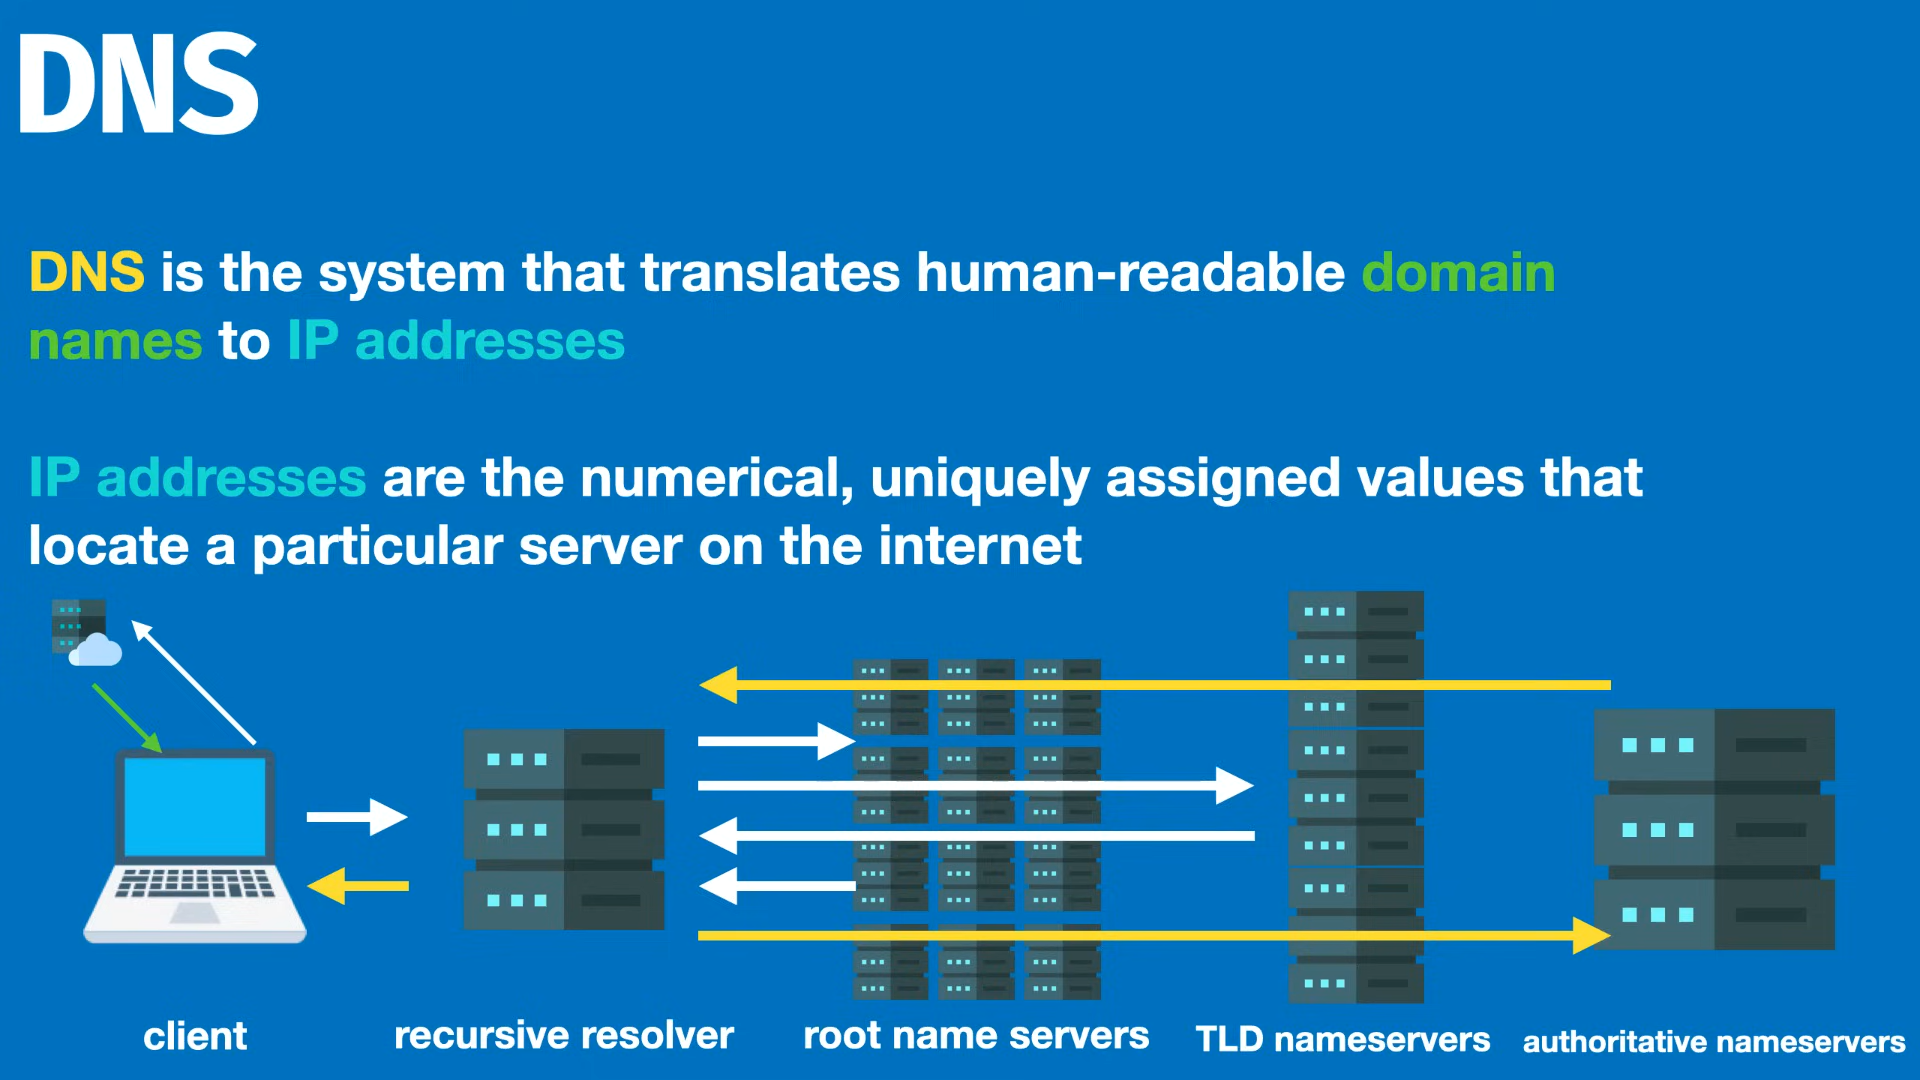 DNS
DNS is the system that translates human-readable domain
names to IP addresses
IP addresses are the numerical, uniquely assigned values that
locate a particular server on the internet
client
recursive resolver
root name servers
TLD nameservers
authoritative nameservers